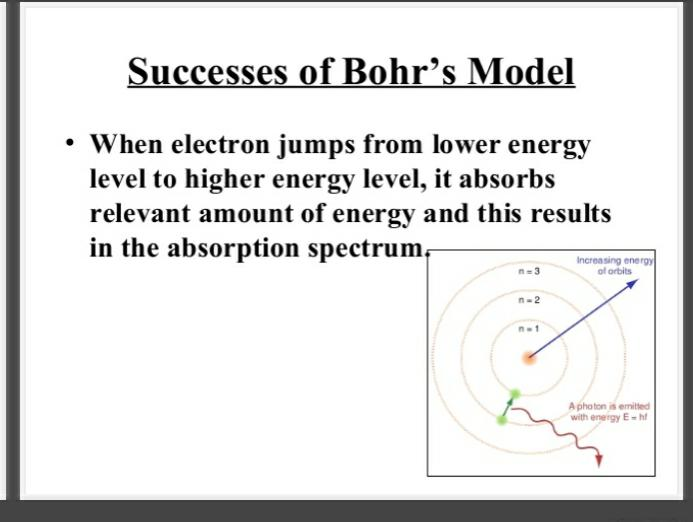 Successes of Bohr's Model
• When electron jumps from lower energy
level to higher energy level, it absorbs
relevant amount of energy and this results
in the absorption spectrum.
Increasing energy
of orbits
n = 3
n = 2
n = 1
A photon is emitted
with energy E = hf